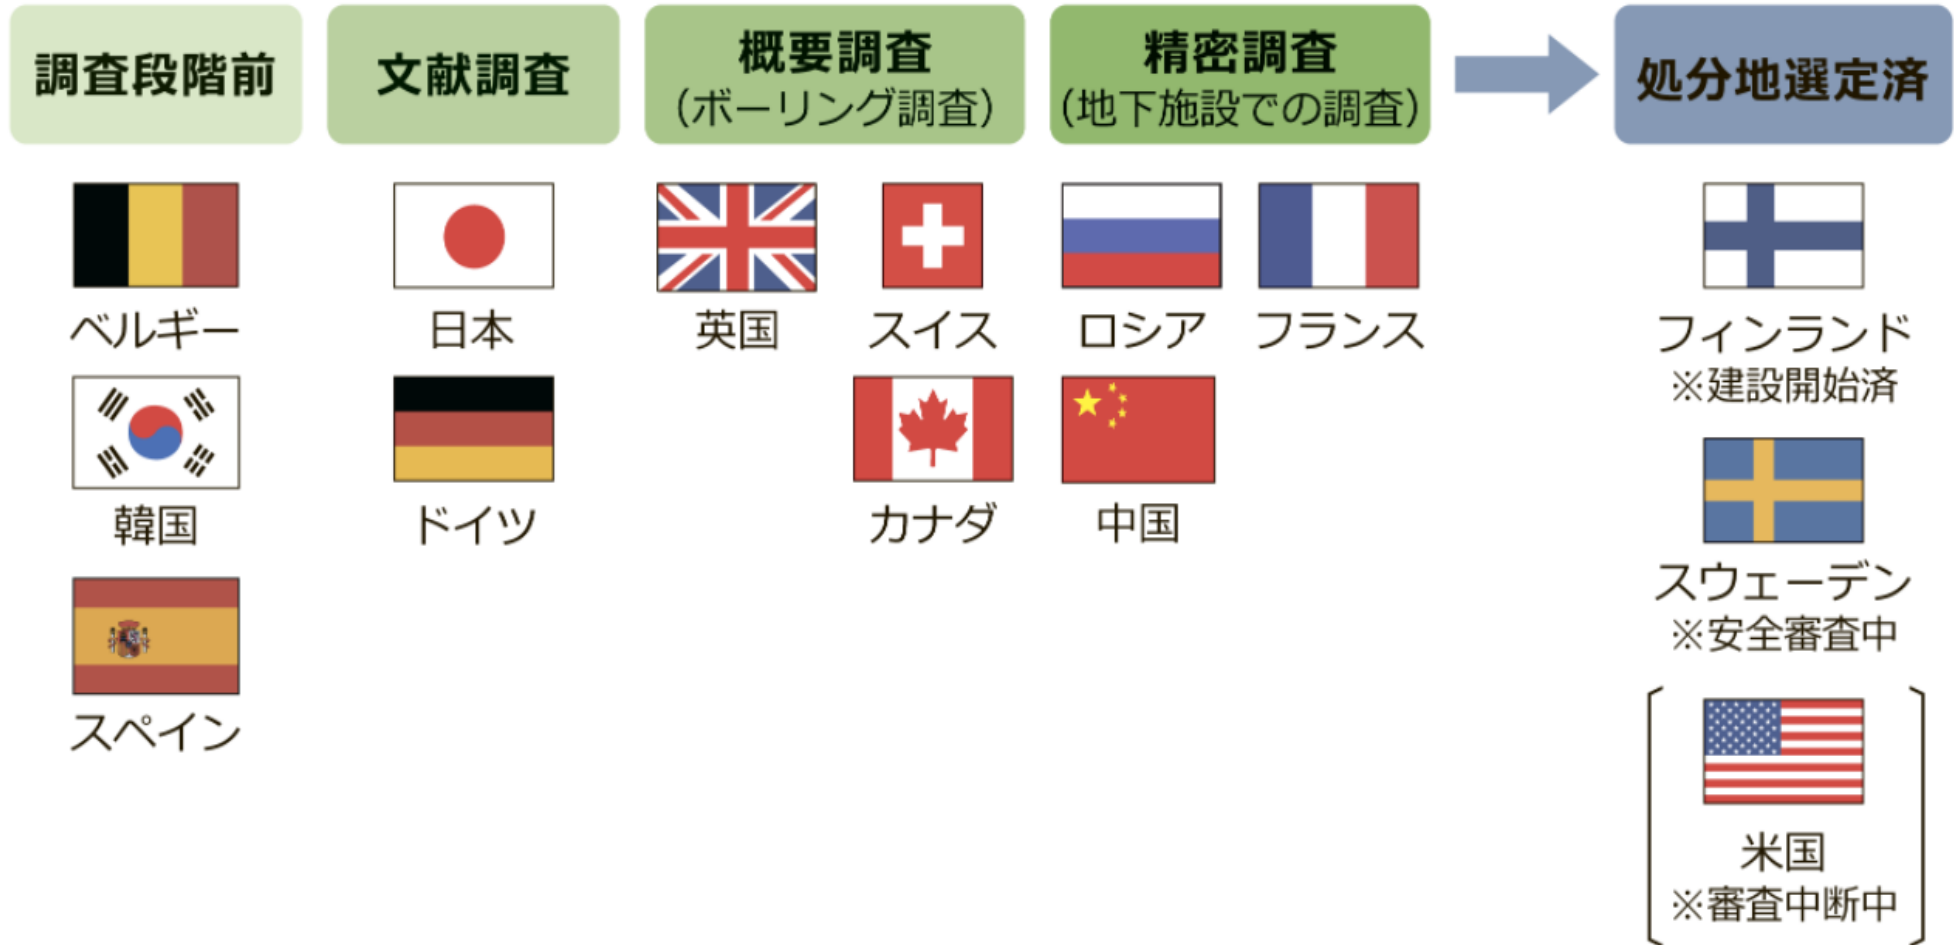 調査段階前
文献調査
概要調査
(ボーリング調査)
精密調査
(地下施設での調査)
処分地選定済
ベルギー
日本
英国
スイス
ロシア
フランス
フィンランド
※建設開始済
韓国
ドイツ
カナダ
中国
スウェーデン
※安全審査中
スペイン
米国
※審査中断中